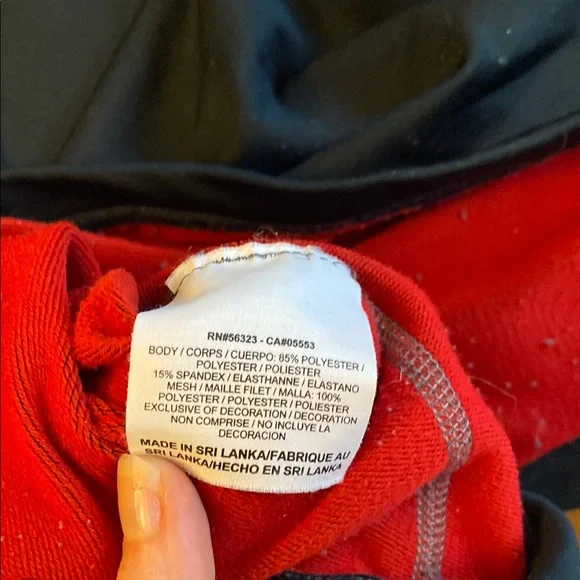 RN#56323 - CA#05553
BODY / CORPS / CUERPO: 85% POLYESTER /
POLYESTER / POLIESTER
15% SPANDEX / ELASTHANNE / ELASTANO
MESH / MAILLE FILET / MALLA: 100%
POLYESTER / POLYESTER / POLIESTER
EXCLUSIVE OF DECORATION / DECORATION
NON COMPRISE / NO INCLUYE LA
DECORACION
MADE IN SRI LANKA/FABRIQUE AU
SRI LANKA/HECHO EN SRI LANKA